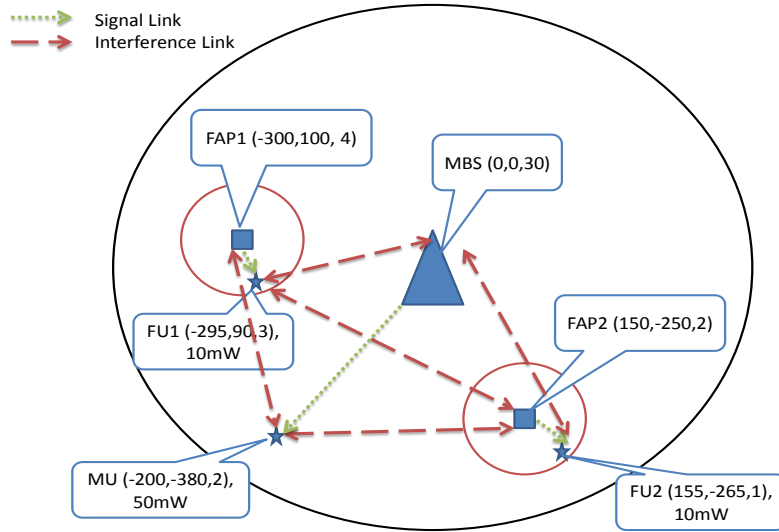 Signal Link
Interference Link
FAP1 (-300,100, 4)
MBS (0,0,30)
FU1 (-295,90,3),
10mW
FAP2 (150,-250,2)
MU (-200,-380,2),
50mW
FU2 (155,-265,1),
10mW